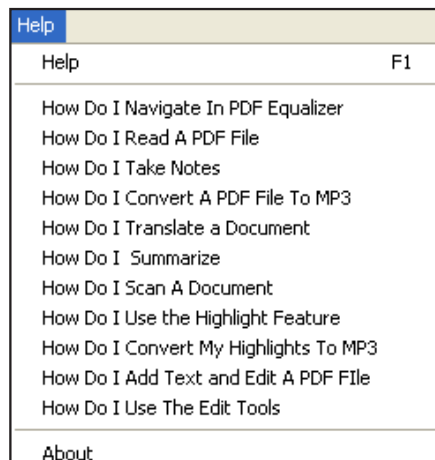 Help
Help F1
How Do I Navigate In PDF Equalizer
How Do I Read A PDF File
How Do I Take Notes
How Do I Convert A PDF File To MP3
How Do I Translate a Document
How Do I  Summarize
How Do I Scan A Document
How Do I Use the Highlight Feature
How Do I Convert My Highlights To MP3
How Do I Add Text and Edit A PDF FIle
How Do I Use The Edit Tools
About